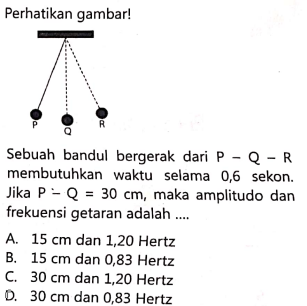 Perhatikan gambar!
P
Q
R
Sebuah bandul bergerak dari P – Q – R
membutuhkan waktu selama 0,6 sekon.
Jika P – Q = 30 cm, maka amplitudo dan
frekuensi getaran adalah ....
A. 15 cm dan 1,20 Hertz
B. 15 cm dan 0,83 Hertz
C. 30 cm dan 1,20 Hertz
D. 30 cm dan 0,83 Hertz